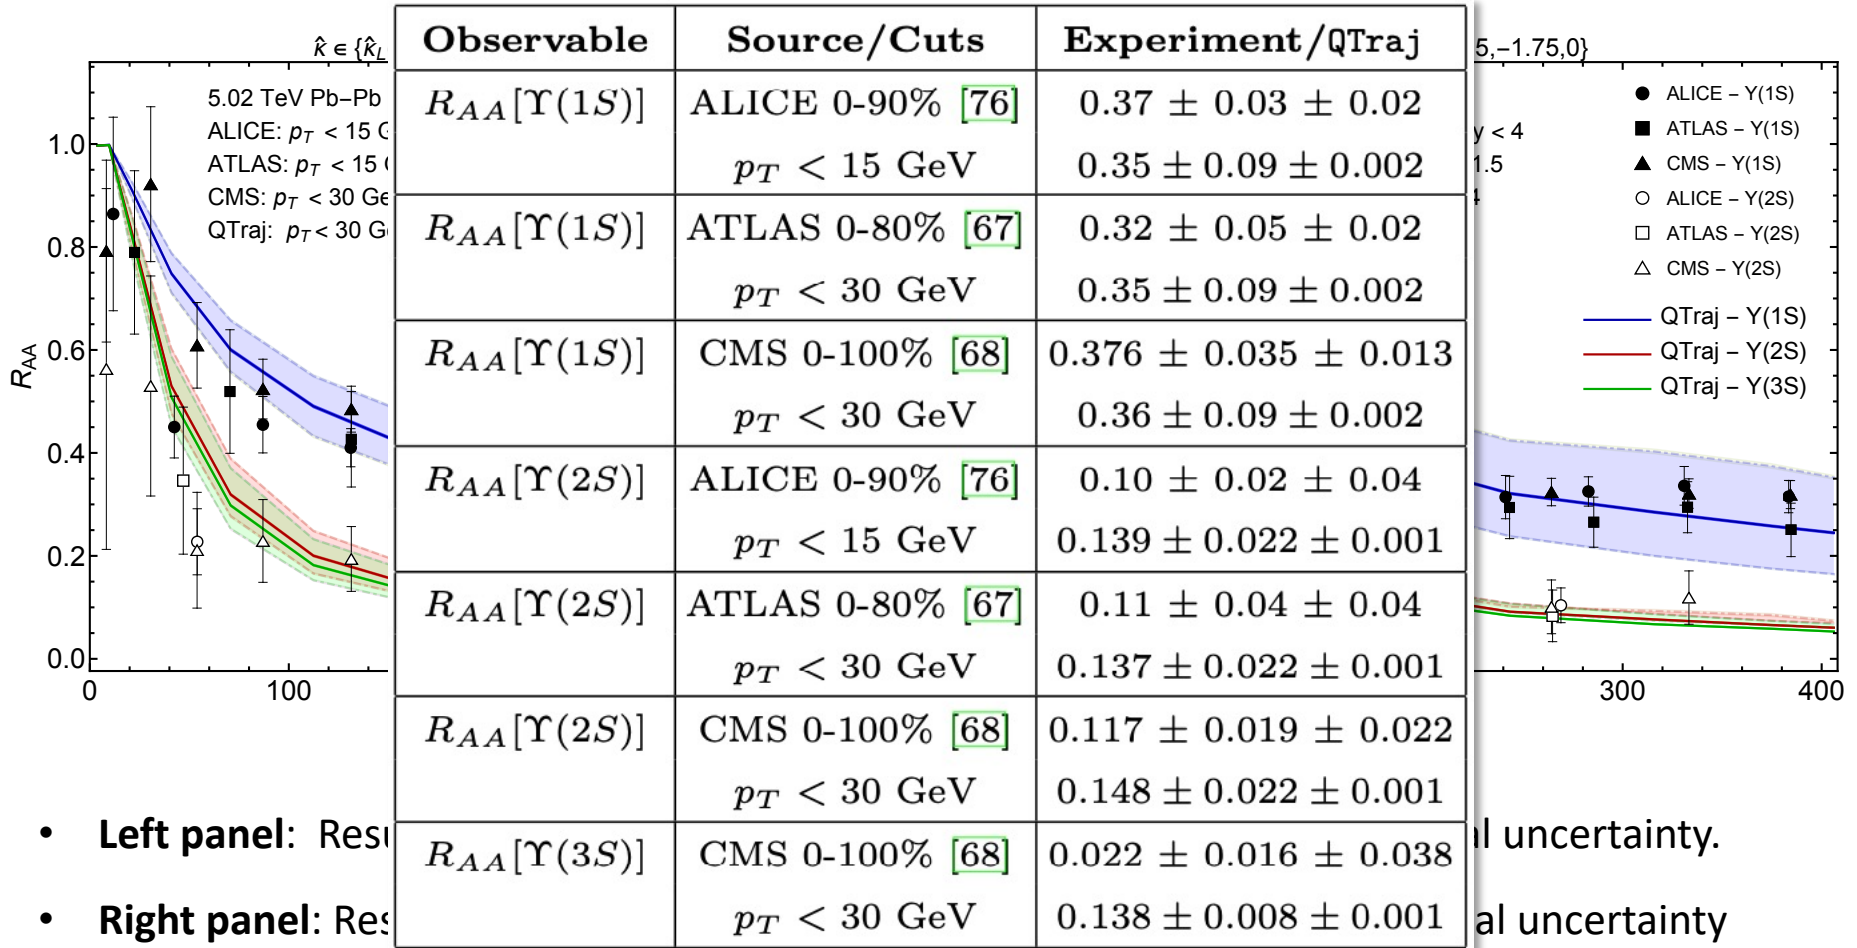 κ̂ ∈ {κ̂L
5.02 TeV Pb–Pb
ALICE: pT < 15 G
ATLAS: pT < 15
CMS: pT < 30 Ge
QTraj: pT < 30 G
1.0
0.8
0.6
0.4
0.2
0.0
RAA
0 100
Observable Source/Cuts Experiment/QTraj
RAA[Υ(1S)] ALICE 0-90% [76] 0.37 ± 0.03 ± 0.02
pT < 15 GeV 0.35 ± 0.09 ± 0.002
RAA[Υ(1S)] ATLAS 0-80% [67] 0.32 ± 0.05 ± 0.02
pT < 30 GeV 0.35 ± 0.09 ± 0.002
RAA[Υ(1S)] CMS 0-100% [68] 0.376 ± 0.035 ± 0.013
pT < 30 GeV 0.36 ± 0.09 ± 0.002
RAA[Υ(2S)] ALICE 0-90% [76] 0.10 ± 0.02 ± 0.04
pT < 15 GeV 0.139 ± 0.022 ± 0.001
RAA[Υ(2S)] ATLAS 0-80% [67] 0.11 ± 0.04 ± 0.04
pT < 30 GeV 0.137 ± 0.022 ± 0.001
RAA[Υ(2S)] CMS 0-100% [68] 0.117 ± 0.019 ± 0.022
pT < 30 GeV 0.148 ± 0.022 ± 0.001
RAA[Υ(3S)] CMS 0-100% [68] 0.022 ± 0.016 ± 0.038
pT < 30 GeV 0.138 ± 0.008 ± 0.001
5,−1.75,0}
y < 4
1.5
4
ALICE – Υ(1S)
ATLAS – Υ(1S)
CMS – Υ(1S)
ALICE – Υ(2S)
ATLAS – Υ(2S)
CMS – Υ(2S)
QTraj – Υ(1S)
QTraj – Υ(2S)
QTraj – Υ(3S)
300 400
• Left panel: Resu
al uncertainty.
• Right panel: Res
al uncertainty